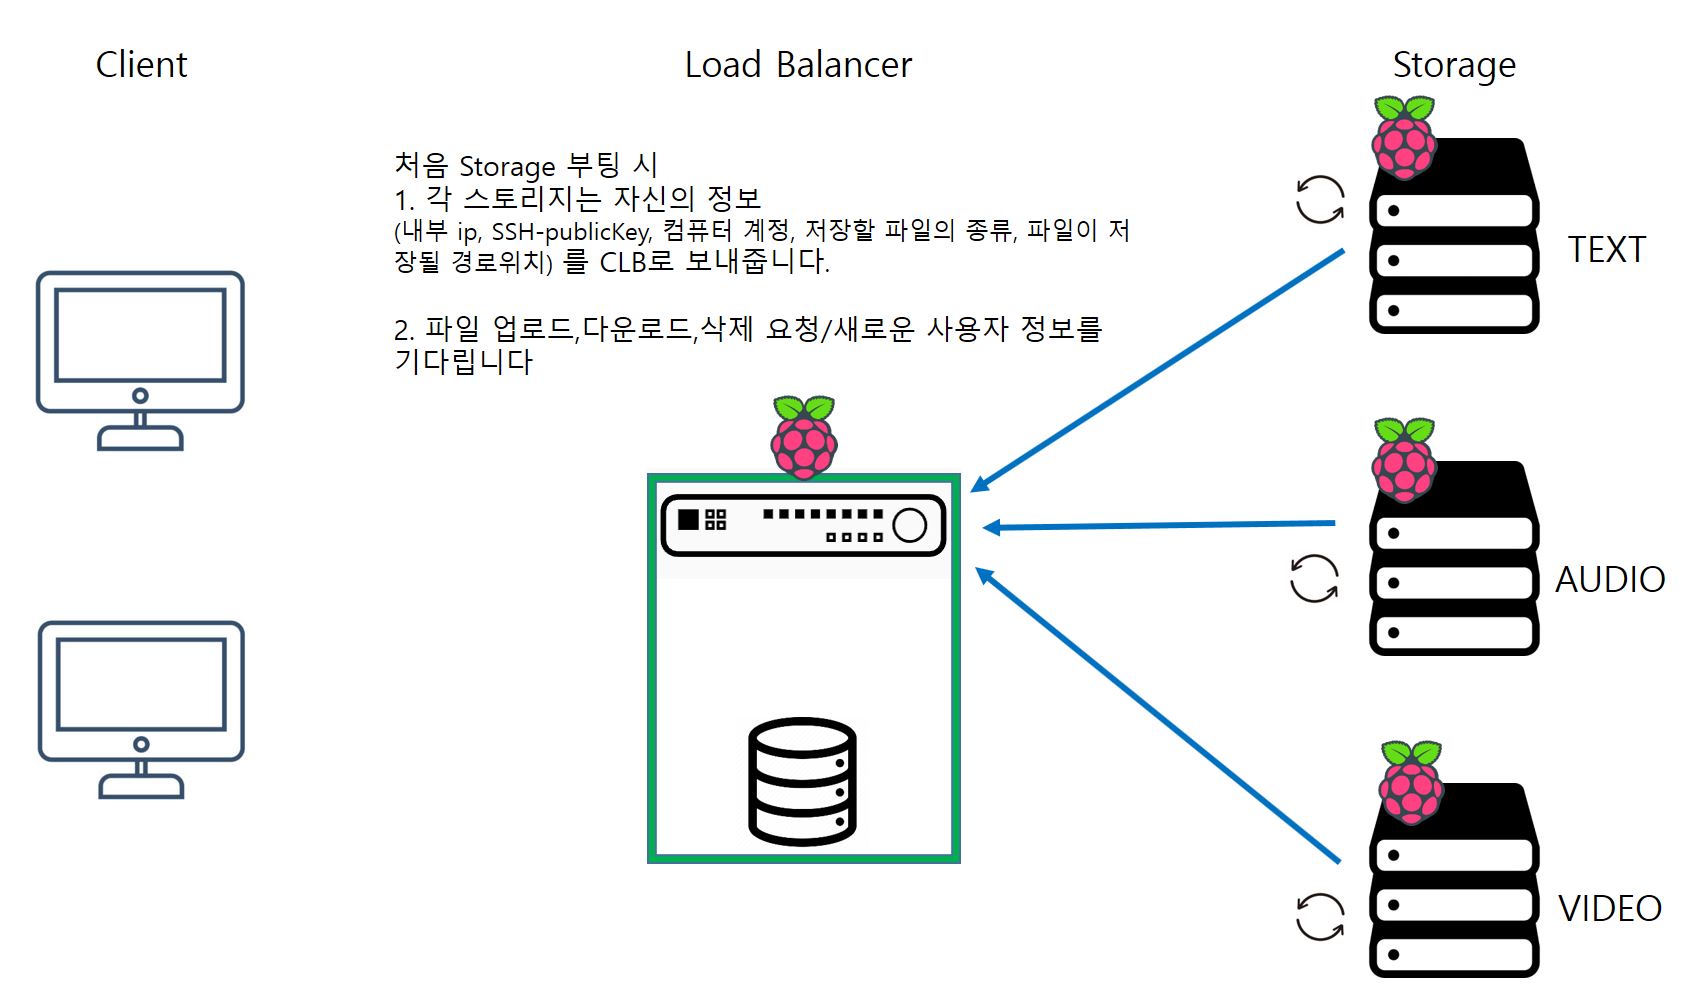 Client
Load Balancer
Storage
처음 Storage 부팅 시
1. 각 스토리지는 자신의 정보
(내부 ip, SSH-publicKey, 컴퓨터 계정, 저장할 파일의 종류, 파일이 저
장될 경로위치) 를 CLB로 보내줍니다.
2. 파일 업로드,다운로드,삭제 요청/새로운 사용자 정보를
기다립니다
TEXT
AUDIO
VIDEO